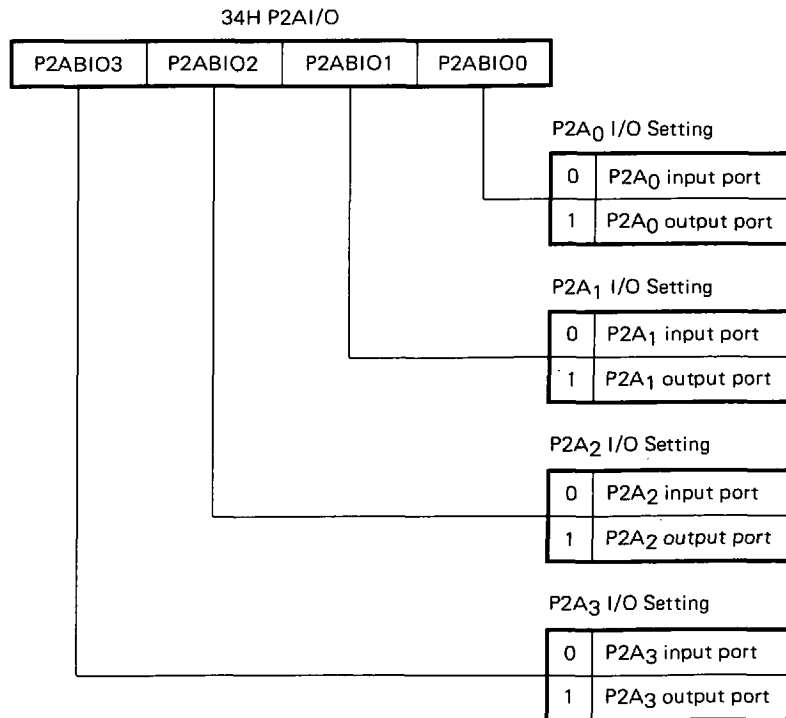 34H P2AI/O
P2ABIO3 P2ABIO2 P2ABIO1 P2ABIO0
P2A0 I/O Setting
0 P2A0 input port
1 P2A0 output port
P2A1 I/O Setting
0 P2A1 input port
1 P2A1 output port
P2A2 I/O Setting
0 P2A2 input port
1 P2A2 output port
P2A3 I/O Setting
0 P2A3 input port
1 P2A3 output port